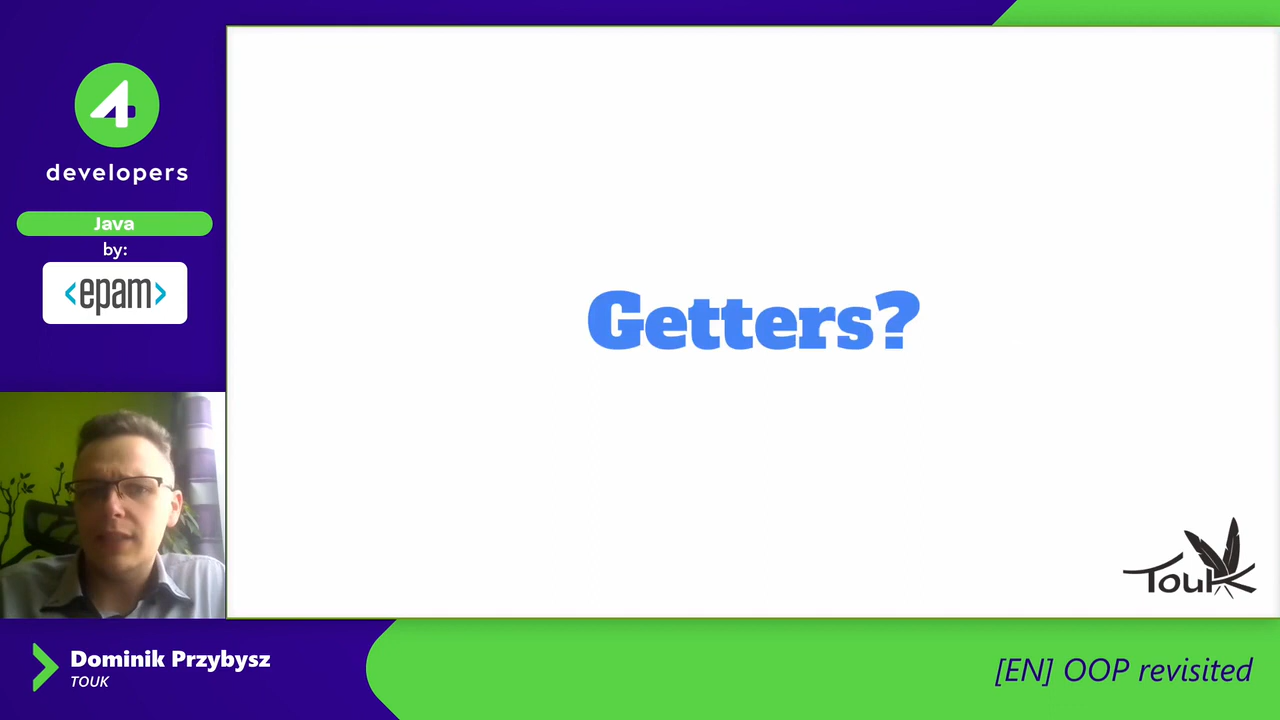 4
developers
Java
by:
<epam>
Getters?
Touk
Dominik Przybysz
TOUK
[EN] OOP revisited